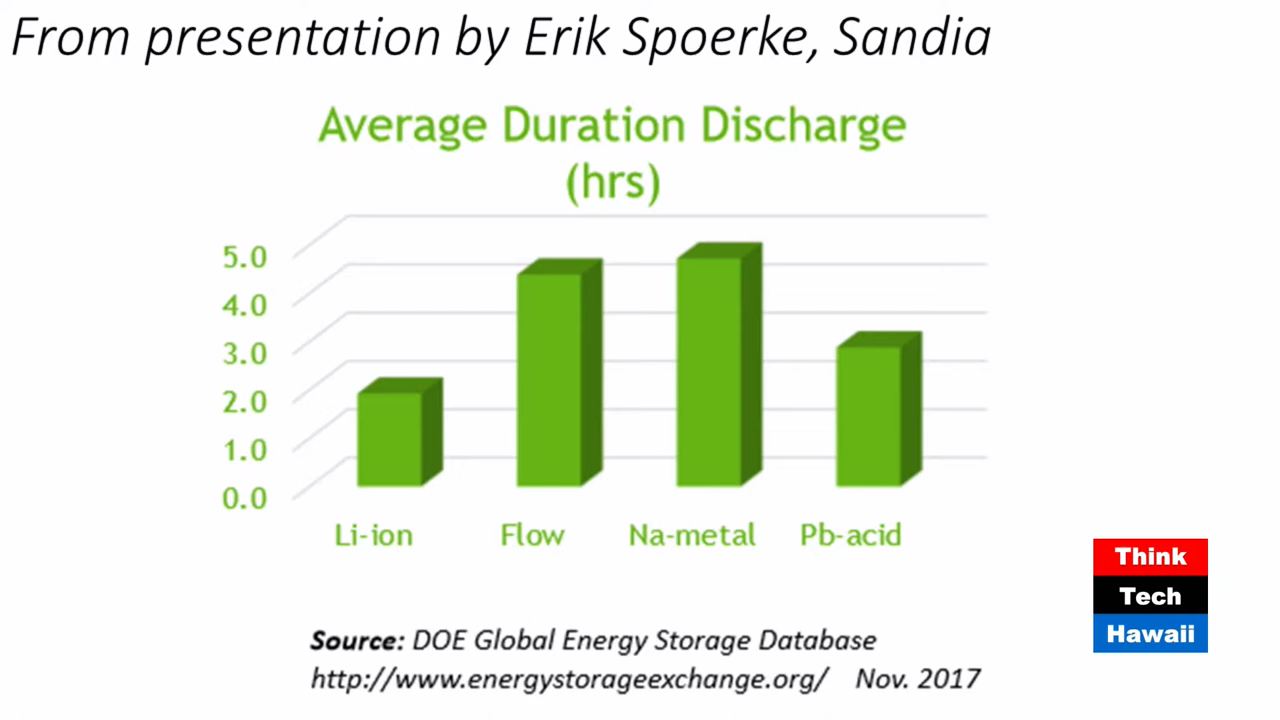 From presentation by Erik Spoerke, Sandia
Average Duration Discharge
(hrs)
5.0
4.0
3.0
2.0
1.0
0.0
Li-ion Flow Na-metal Pb-acid
Think
Tech
Hawaii
Source: DOE Global Energy Storage Database
http://www.energystorageexchange.org/ Nov. 2017